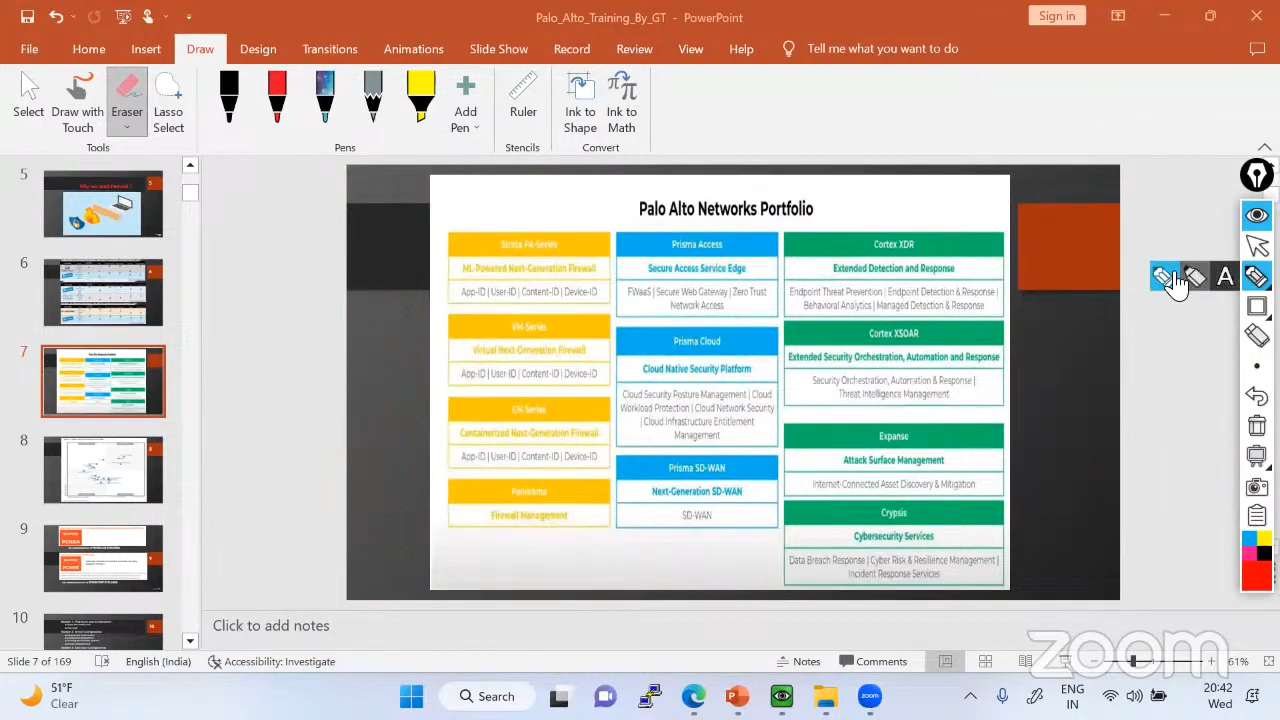 Palo_Alto_Training_By_GT - PowerPoint
Sign in
File Home Insert Draw Design Transitions Animations Slide Show Record Review View Help Tell me what you want to do
Select
Draw with Touch
Eraser
Lasso Select
Add Pen
Ruler
Ink to Shape
Ink to Math
Tools
Pens
Stencils
Convert
5
Why we need Firewall ?
8
9
10
Palo Alto Networks Portfolio
Strata PA-Series
ML-Powered Next-Generation Firewall
App-ID | User-ID | Content-ID | Device-ID
VM-Series
Virtual Next-Generation Firewall
App-ID | User-ID | Content-ID | Device-ID
CN-Series
Containerized Next-Generation Firewall
App-ID | User-ID | Content-ID | Device-ID
Panorama
Firewall Management
Prisma Access
Secure Access Service Edge
FWaaS | Secure Web Gateway | Zero Trust
Network Access
Prisma Cloud
Cloud Native Security Platform
Cloud Security Posture Management | Cloud
Workload Protection | Cloud Network Security
| Cloud Infrastructure Entitlement
Management
Prisma SD-WAN
Next-Generation SD-WAN
SD-WAN
Cortex XDR
Extended Detection and Response
Endpoint Threat Prevention | Endpoint Detection & Response |
Behavioral Analytics | Managed Detection & Response
Cortex XSOAR
Extended Security Orchestration, Automation and Response
Security Orchestration, Automation & Response |
Threat Intelligence Management
Expanse
Attack Surface Management
Internet-Connected Asset Discovery & Mitigation
Crypsis
Cybersecurity Services
Data Breach Response | Cyber Risk & Resilience Management |
Incident Response Services
A
Click to add notes
zoom
Slide 7 of 169 English (India) Accessibility: Investigate Notes Comments 61%
51°F
Clear
Search
zoom
ENG
IN
20:42
Wed